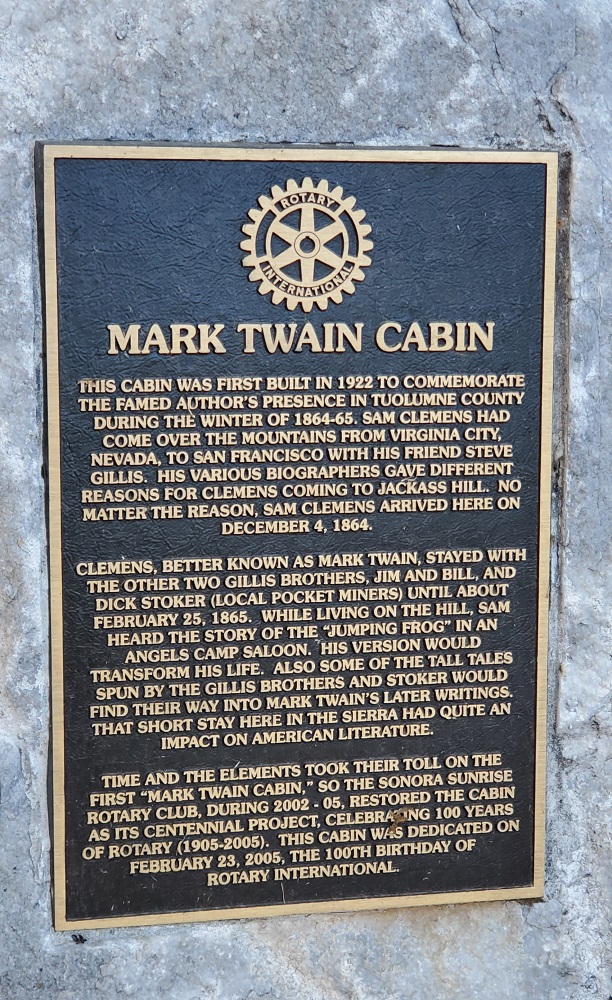 ROTARY
INTERNATIONAL
MARK TWAIN CABIN
THIS CABIN WAS FIRST BUILT IN 1922 TO COMMEMORATE
THE FAMED AUTHOR'S PRESENCE IN TUOLUMNE COUNTY
DURING THE WINTER OF 1864-65. SAM CLEMENS HAD
COME OVER THE MOUNTAINS FROM VIRGINIA CITY,
NEVADA, TO SAN FRANCISCO WITH HIS FRIEND STEVE
GILLIS. HIS VARIOUS BIOGRAPHERS GAVE DIFFERENT
REASONS FOR CLEMENS COMING TO JACKASS HILL. NO
MATTER THE REASON, SAM CLEMENS ARRIVED HERE ON
DECEMBER 4, 1864.
CLEMENS, BETTER KNOWN AS MARK TWAIN, STAYED WITH
THE OTHER TWO GILLIS BROTHERS, JIM AND BILL, AND
DICK STOKER (LOCAL POCKET MINERS) UNTIL ABOUT
FEBRUARY 25, 1865. WHILE LIVING ON THE HILL, SAM
HEARD THE STORY OF THE "JUMPING FROG" IN AN
ANGELS CAMP SALOON. HIS VERSION WOULD
TRANSFORM HIS LIFE. ALSO SOME OF THE TALL TALES
SPUN BY THE GILLIS BROTHERS AND STOKER WOULD
FIND THEIR WAY INTO MARK TWAIN'S LATER WRITINGS.
THAT SHORT STAY HERE IN THE SIERRA HAD QUITE AN
IMPACT ON AMERICAN LITERATURE.
TIME AND THE ELEMENTS TOOK THEIR TOLL ON THE
FIRST "MARK TWAIN CABIN," SO THE SONORA SUNRISE
ROTARY CLUB, DURING 2002 - 05, RESTORED THE CABIN
AS ITS CENTENNIAL PROJECT, CELEBRATING 100 YEARS
OF ROTARY (1905-2005). THIS CABIN WAS DEDICATED ON
FEBRUARY 23, 2005, THE 100TH BIRTHDAY OF
ROTARY INTERNATIONAL.